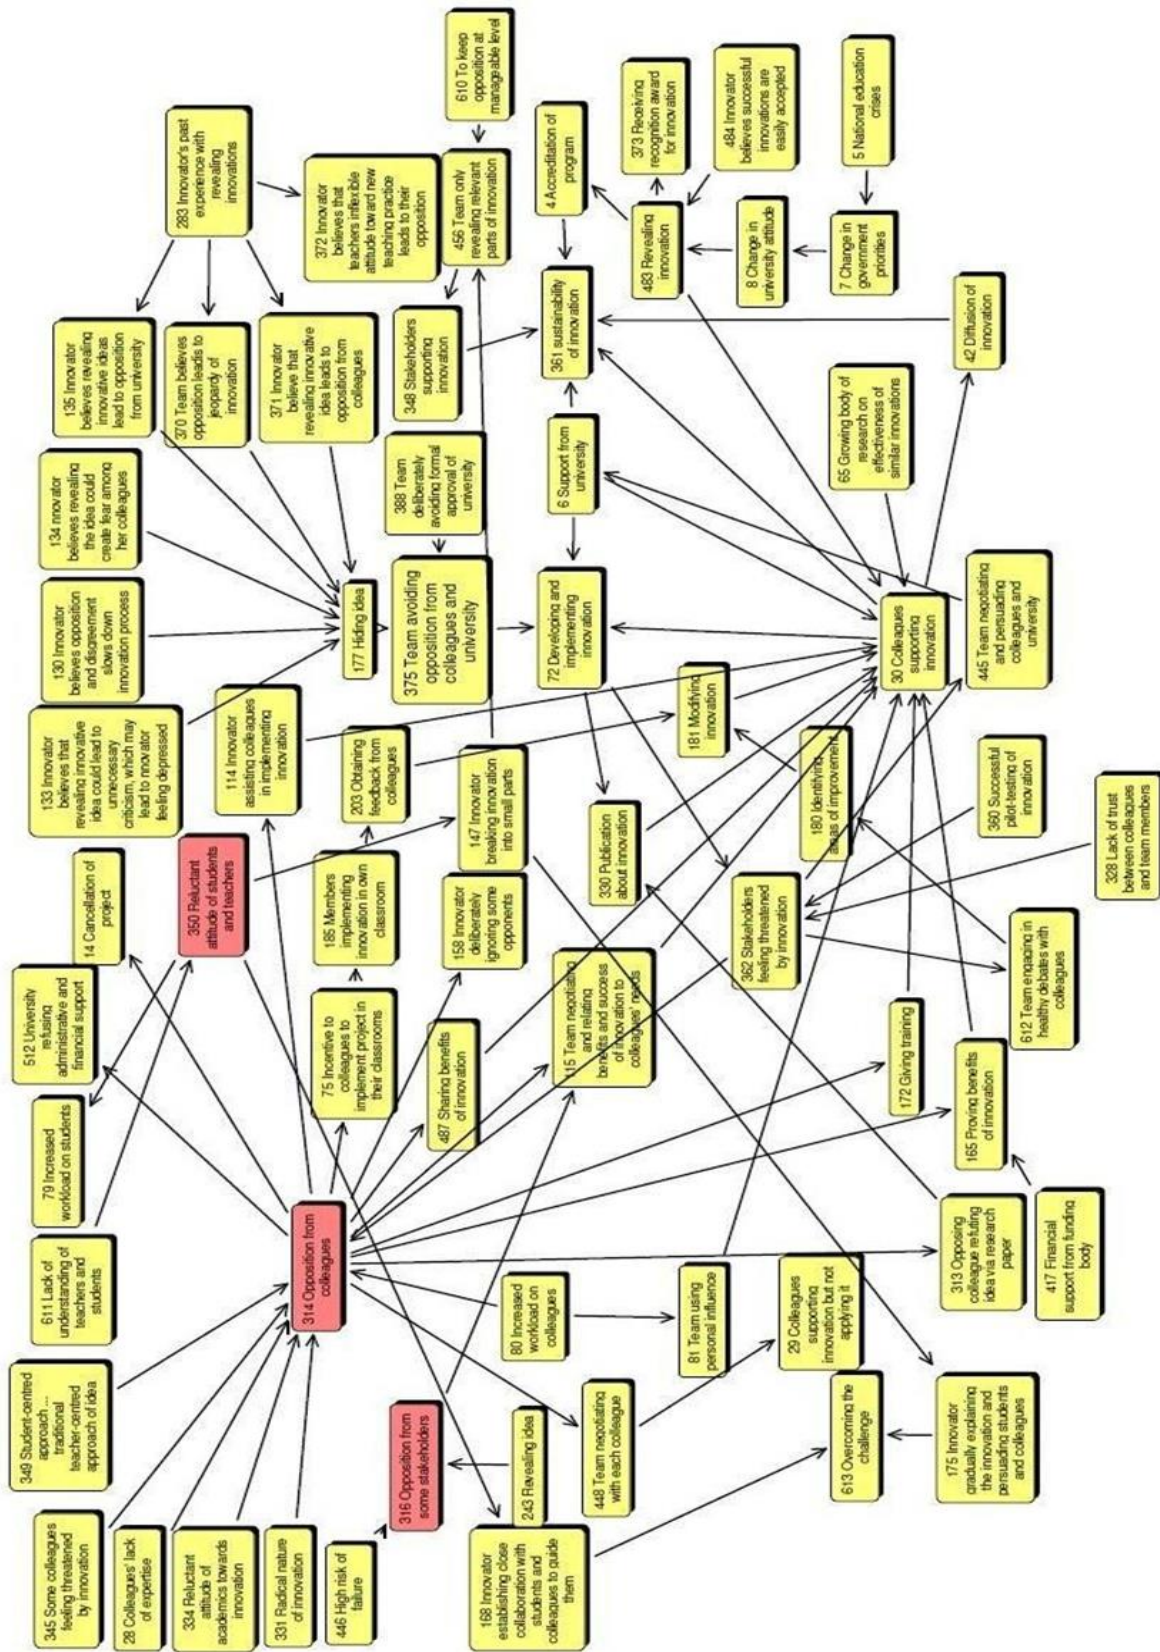 345 Some colleagues
feeling threatened
by innovation
349 Student-centred
approach ...
traditional
teacher-centred
approach of idea
611 Lack of
understanding of
teachers and
students
79 Increased
workload on students
512 University
refusing
administrative and
financial support
14 Cancellation of
project
133 Innovator
believes that
revealing innovative
idea could lead to
unnecessary
criticism, which may
lead to nnovator
feeling depressed
130 Innovator
believes opposition
and disgreement
slows down
innovation process
134 nnovator
believes revealing
the idea could
create fear among
her colleagues
135 Innovator
believes revealing
innovative ideas
lead to opposition
from university
283 Innovator's past
experience with
revealing
innovations
28 Colleagues' lack
of expertise
334 Reluctant
attitude of
academics towards
innovation
331 Radical nature
of innovation
350 Reluctant
attitude of students
and teachers
370 Team believes
opposition leadis to
jeopardy of
innovation
446 High risk of
failure
314 Opposition from
colleagues
114 Innovator
assisting colleagues
in implementing
innovation
371 Innovator
believe that
revealing innovative
idea leads to
opposition from
colleagues
372 Innovator
believes that
teachers inflexible
attitude toward new
teaching practice
leads to their
opposition
316 Opposition from
some stakeholders
75 Incentive to
colleagues to
implement project in
their classrooms
185 Members
implementing
innovation in own
classroom
203 Obtaining
feedback from
colleagues
177 Hiding idea
388 Team
deliberately
avoiding formal
approval of
university
348 Stakeholders
supporting
innovation
456 Team only
revealing relevant
parts of innovation
610 To keep
opposition at
manageable level
168 Innovator
establishing close
collaboration with
students and
colleagues to guide
them
243 Revealing idea
487 Sharing benefits
of innovation
158 Innovator
deliberately
ignoring some
opponents
147 Innovator
breaking innovation
into small parts
375 Team avoiding
opposition from
colleagues and
university
448 Team negotiating
with each colleague
80 Increased
workload on
colleagues
115 Team negotiating
and relating
benefits and success
of innovation to
colleagues' needs
330 Publication
about innovation
72 Developing and
implementing
innovation
6 Support from
university
361 sustainability
of innovation
4 Accreditation of
program
81 Team using
personal influence
181 Modifying
innovation
483 Revealing
innovation
373 Receiving
recognition award
for innovation
29 Colleagues
supporting
innovation but not
applying it
362 Stakeholders
feeling threatened
by innovation
180 Identifying
areas of improvement
8 Change in
university attitude
484 Innovator
believes successful
innovations are
easily accepted
613 Overcoming the
challenge
172 Giving training
30 Colleagues
supporting
innovation
65 Growing body of
research on
effectiveness of
similar innovations
7 Change of
government
priorities
5 National education
crises
175 Innovator
gradually explaining
the innovation and
persuading students
and colleagues
313 Opposing
colleague refuting
idea via research
paper
165 Proving benefits
of innovation
612 Team engaging in
healthy debates with
colleagues
360 Successful
pilot-testing of
innovation
445 Team negotiating
and persuading
colleagues and
university
42 Diffusion of
innovation
417 Financial
support from funding
body
328 Lack of trust
between colleagues
and team members